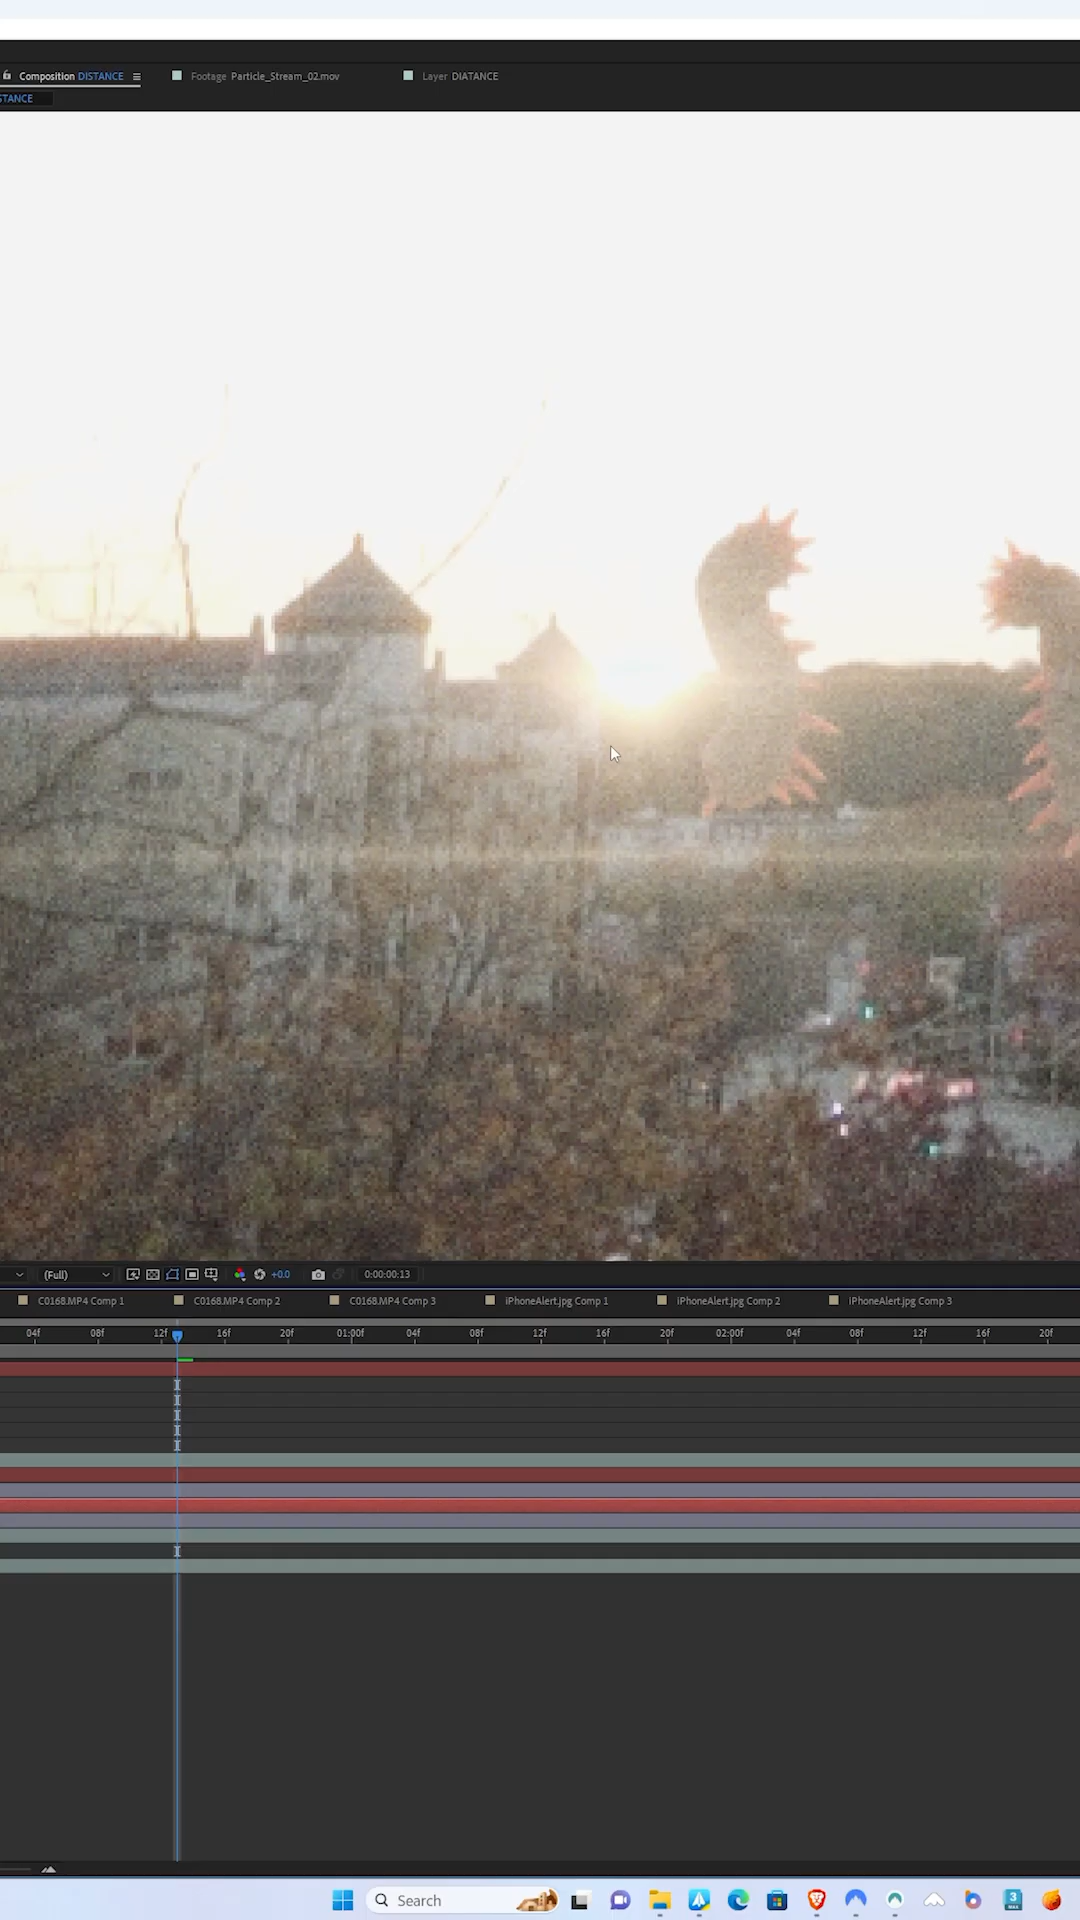 Composition DISTANCE
Footage Particle_Stream_02.mov
Layer DIATANCE
STANCE
(Full)
+0.0
0:00:00:13
C0168.MP4 Comp 1
C0168.MP4 Comp 2
C0168.MP4 Comp 3
iPhoneAlert.jpg Comp 1
iPhoneAlert.jpg Comp 2
iPhoneAlert.jpg Comp 3
04f 08f 12f 16f 20f 01:00f 04f 08f 12f 16f 20f 02:00f 04f 08f 12f 16f 20f
Search
3
MAX